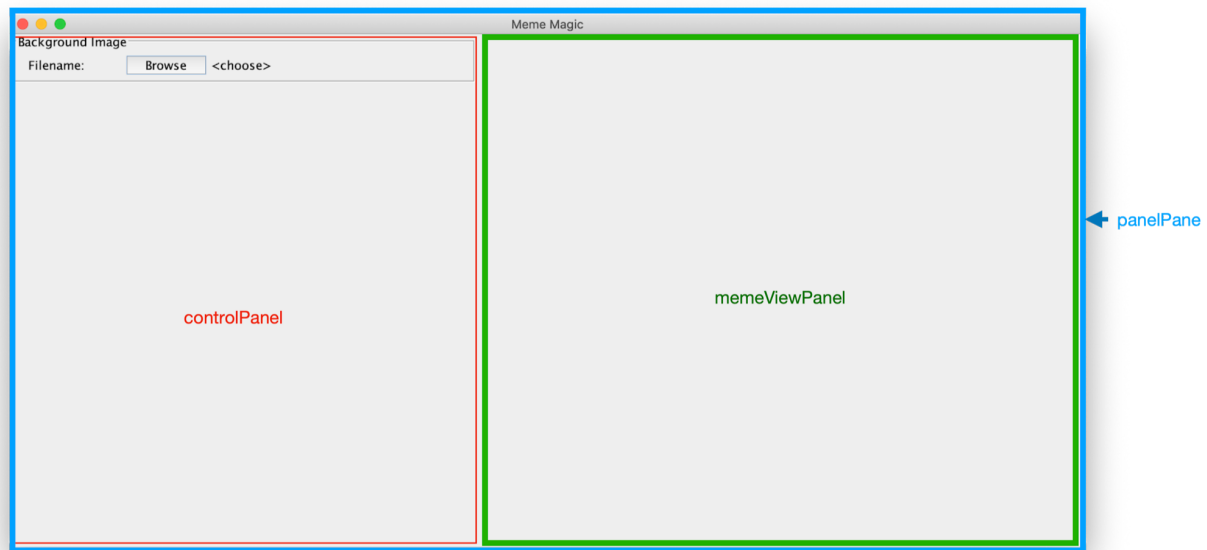 Meme Magic
Background Image
Filename: Browse <choose>
panelPane
memeViewPanel
controlPanel